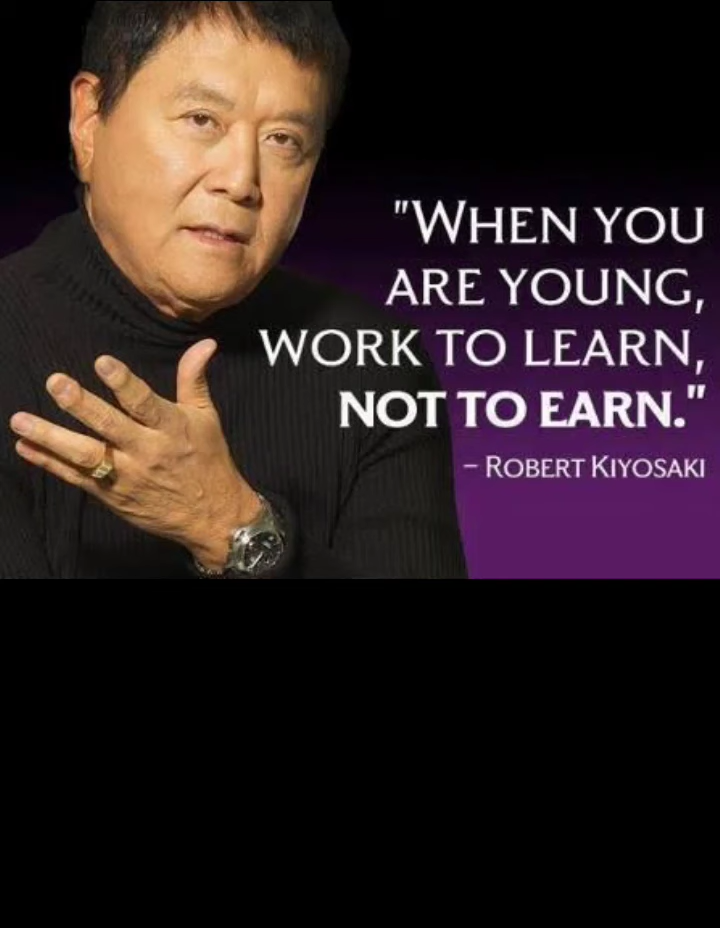 "WHEN YOU
ARE YOUNG,
WORK TO LEARN,
NOT TO EARN."
– ROBERT KIYOSAKI